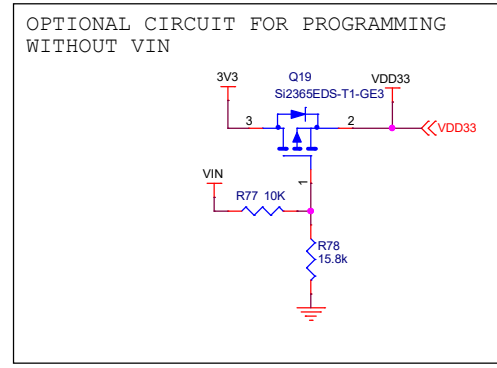 OPTIONAL CIRCUIT FOR PROGRAMMING
WITHOUT VIN
3V3
Q19
VDD33
Si2365EDS-T1-GE3
3
2
VDD33
1
VIN
R77 10K
R78
15.8k